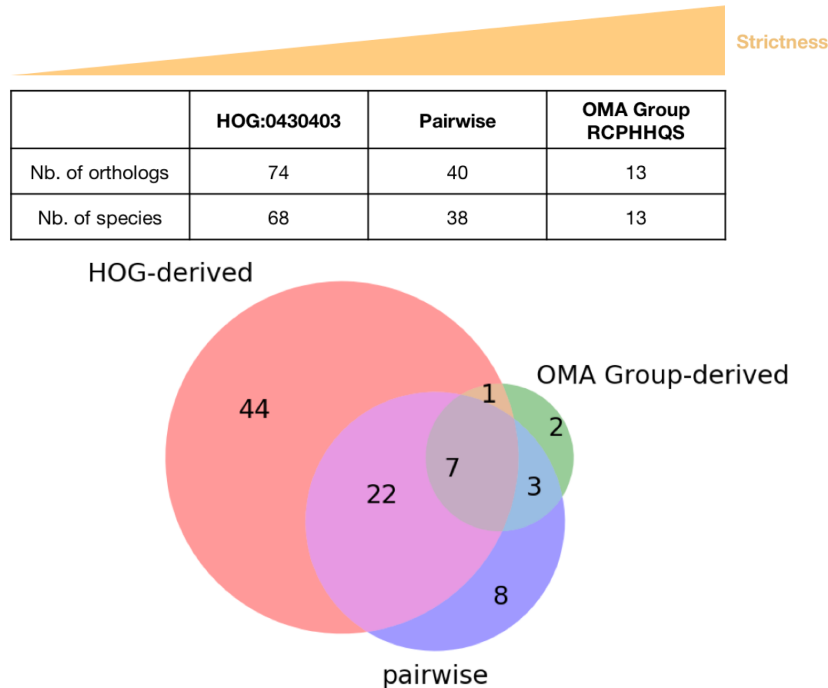 Strictness
HOG:0430403 Pairwise OMA Group
RCPHHQS
Nb. of orthologs 74 40 13
Nb. of species 68 38 13
HOG-derived
OMA Group-derived
1
44
2
7
3
22
8
pairwise